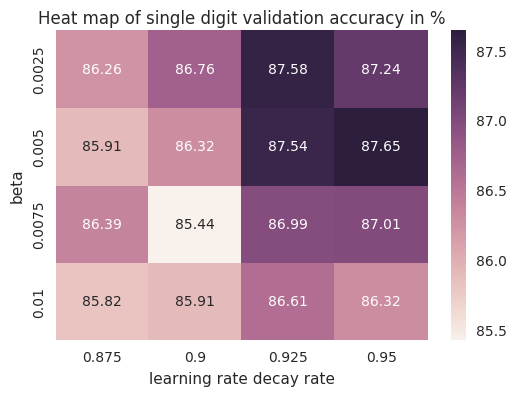 Heat map of single digit validation accuracy in %
beta
0.0025 86.26 86.76 87.58 87.24
0.005 85.91 86.32 87.54 87.65
0.0075 86.39 85.44 86.99 87.01
0.01 85.82 85.91 86.61 86.32
0.875 0.9 0.925 0.95
learning rate decay rate
87.5
87.0
86.5
86.0
85.5